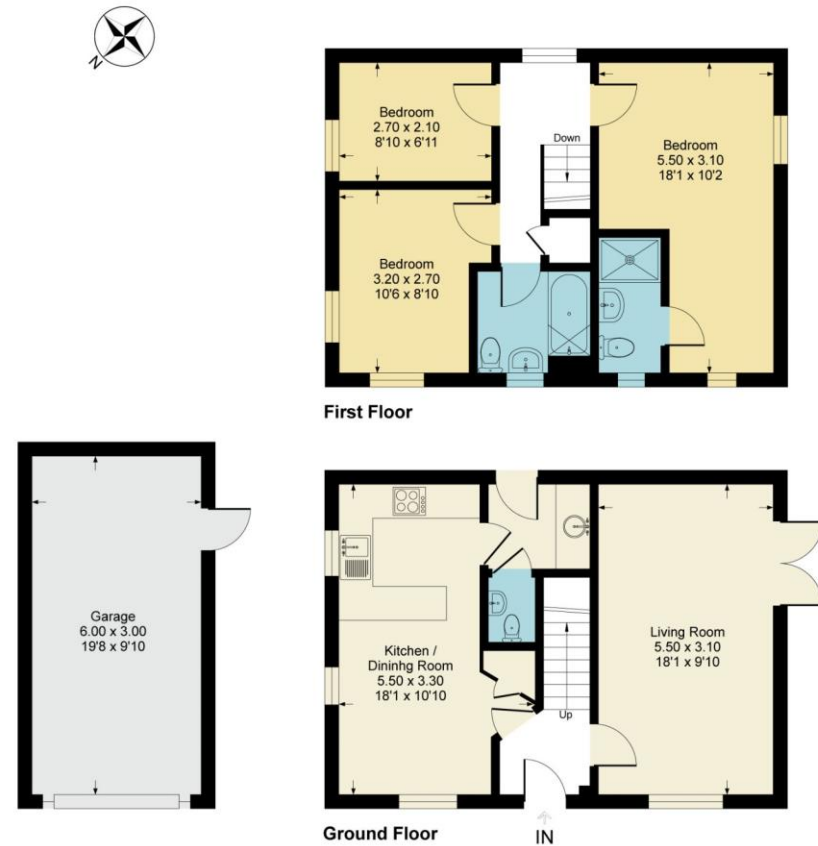 N
Bedroom
2.70 x 2.10
8'10 x 6'11
Down
Bedroom
5.50 x 3.10
18'1 x 10'2
Bedroom
3.20 x 2.70
10'6 x 8'10
First Floor
Garage
6.00 x 3.00
19'8 x 9'10
Kitchen /
Dininhg Room
5.50 x 3.30
18'1 x 10'10
Living Room
5.50 x 3.10
18'1 x 9'10
Up
Ground Floor
IN